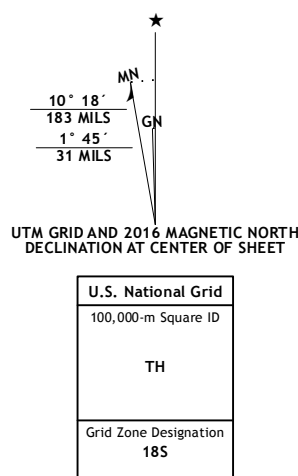 MN
GN
10° 18´
183 MILS
1° 45´
31 MILS
UTM GRID AND 2016 MAGNETIC NORTH
DECLINATION AT CENTER OF SHEET
U.S. National Grid
100,000-m Square ID
TH
Grid Zone Designation
18S